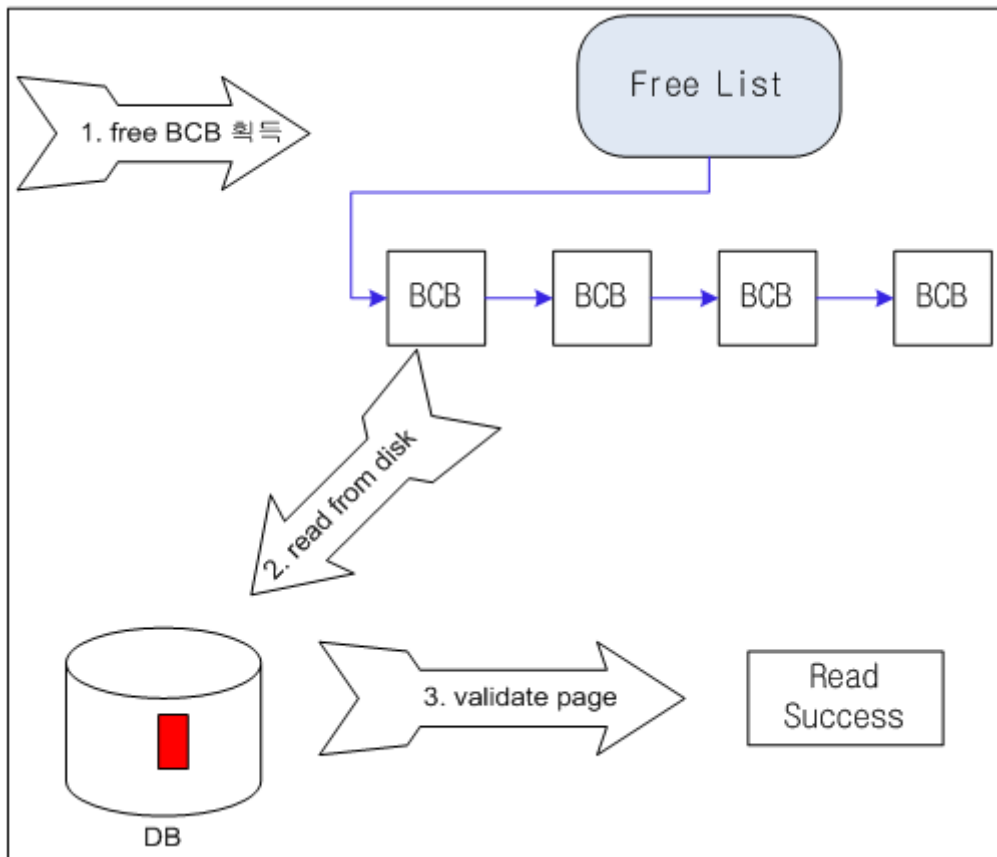 Free List
1. free BCB 획득
BCB
BCB
BCB
BCB
2. read from disk
3. validate page
Read
Success
DB